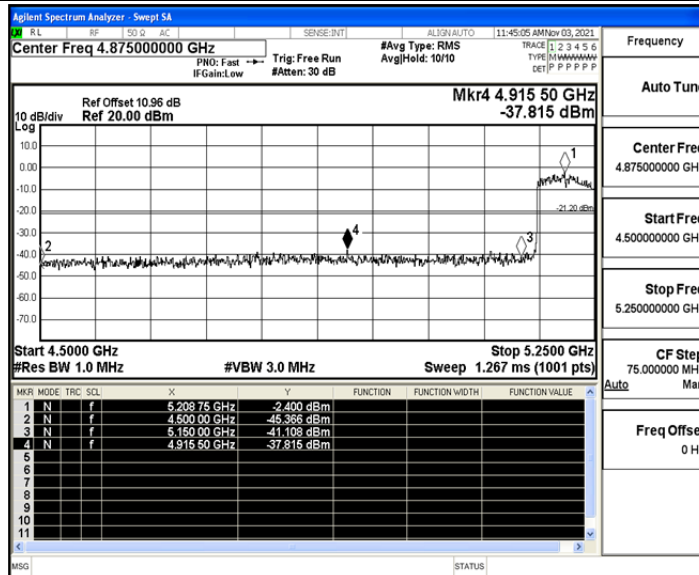 Agilent Spectrum Analyzer - Swept SA
RL RF 50 Ω AC SENSE:INT ALIGN AUTO 11:45:05 AM Nov 03, 2021
Center Freq 4.875000000 GHz
PNO: Fast
IFGain:Low
Trig: Free Run
#Atten: 30 dB
#Avg Type: RMS
Avg|Hold: 10/10
TRACE 1 2 3 4 5 6
TYPE M
DET P P P P P P
Ref Offset 10.96 dB
Ref 20.00 dBm
10 dB/div
Log
Mkr4 4.915 50 GHz
-37.815 dBm
10.0
0.00
-10.0
-20.0
-30.0
-40.0
-50.0
-60.0
-70.0
1
-21.20 dBm
2
4
3
Start 4.5000 GHz Stop 5.2500 GHz
#Res BW 1.0 MHz #VBW 3.0 MHz Sweep 1.267 ms (1001 pts)
MKR MODE TRC SCL X Y FUNCTION FUNCTION WIDTH FUNCTION VALUE
1 N f 5.208 75 GHz -2.400 dBm
2 N f 4.500 00 GHz -45.366 dBm
3 N f 5.150 00 GHz -41.108 dBm
4 N f 4.915 50 GHz -37.815 dBm
5
6
7
8
9
10
11
MSG STATUS
Frequency
Auto Tun
Center Fre
4.875000000 GH
Start Fre
4.500000000 GH
Stop Fre
5.250000000 GH
CF Step
75.000000 MH
Auto Ma
Freq Offse
0 H